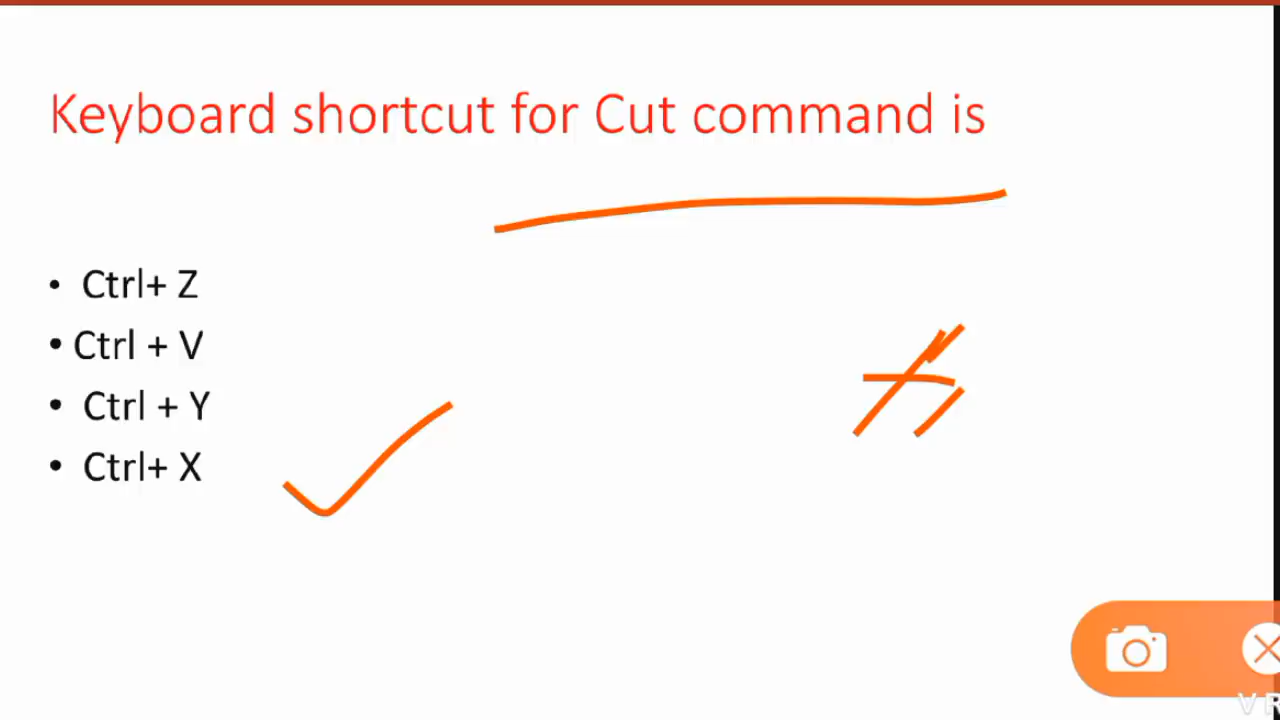 Keyboard shortcut for Cut command is
• Ctrl+ Z
• Ctrl + V
• Ctrl + Y
• Ctrl+ X